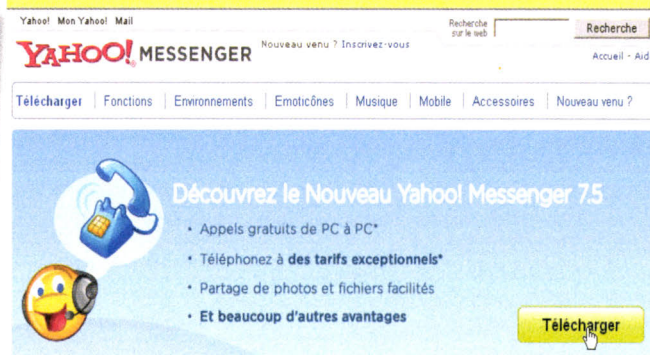 Yahoo! Mon Yahoo! Mail
Recherche sur le web
Recherche
YAHOO! MESSENGER
Nouveau venu ? Inscrivez-vous
Accueil - Aid
Télécharger | Fonctions | Environnements | Emoticônes | Musique | Mobile | Accessoires | Nouveau venu ?
Découvrez le Nouveau Yahoo! Messenger 7.5
• Appels gratuits de PC à PC*
• Téléphonez à des tarifs exceptionnels*
• Partage de photos et fichiers facilités
• Et beaucoup d'autres avantages
Télécharger